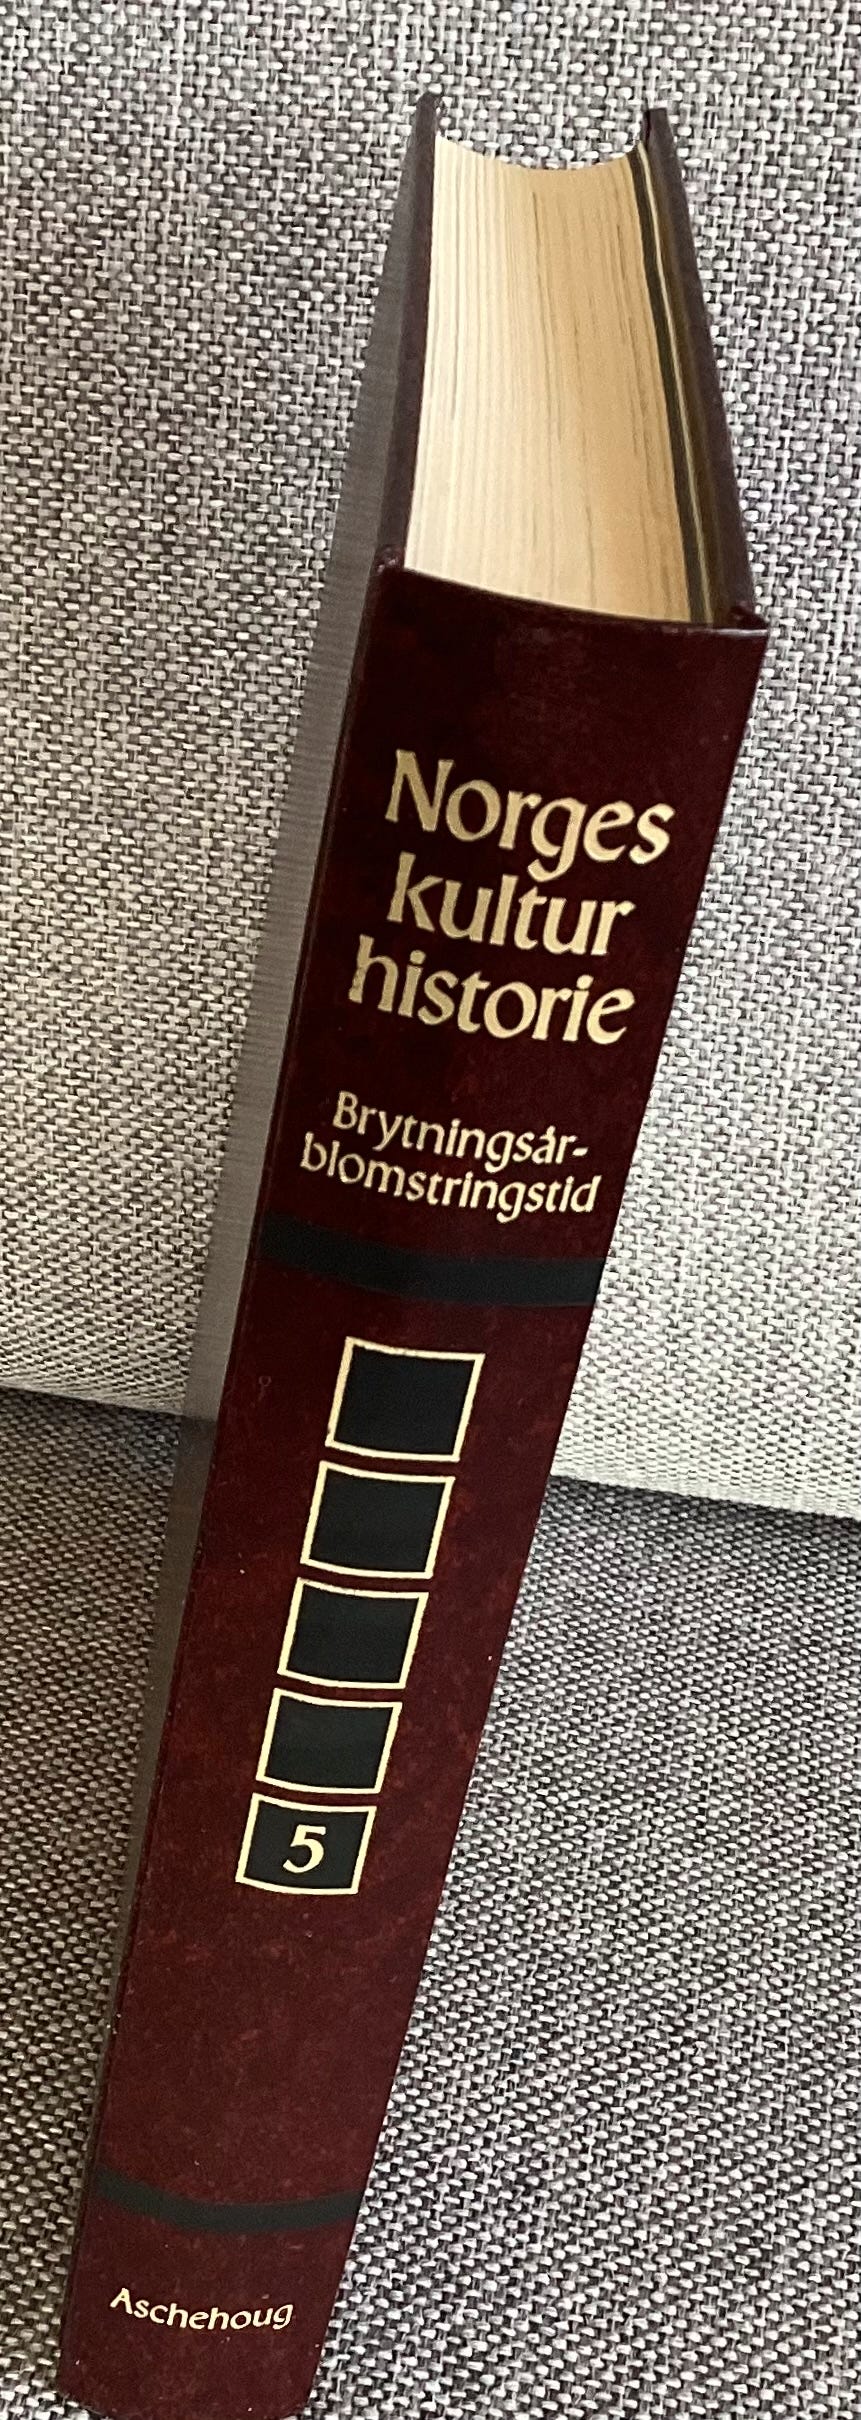 Norges
kultur
historie
Brytningsår-
blomstringstid
5
Aschehoug